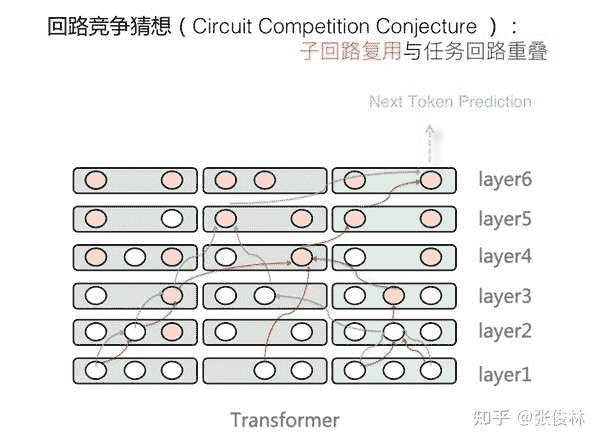 回路竞争猜想（Circuit Competition Conjecture ）：
子回路复用与任务回路重叠
Next Token Prediction
layer6
layer5
layer4
layer3
layer2
layer1
Transformer
知乎 @张俊林